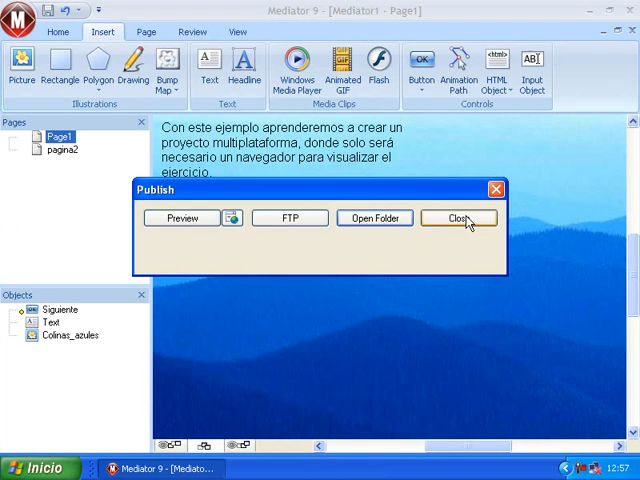 Mediator 9 - [Mediator1 - Page1]
Home Insert Page Review View
Picture Rectangle Polygon Drawing Bump Map Text Headline Windows Media Player Animated GIF Flash Button Animation Path HTML Object Input Object
Illustrations Text Media Clips Controls
Pages
Page1
pagina2
Con este ejemplo aprenderemos a crear un
proyecto multiplataforma, donde solo será
necesario un navegador para visualizar el
ejercicio.
Publish
Preview FTP Open Folder Close
Objects
Siguiente
Text
Colinas_azules
Inicio
Mediator 9 - [Mediato...
12:57